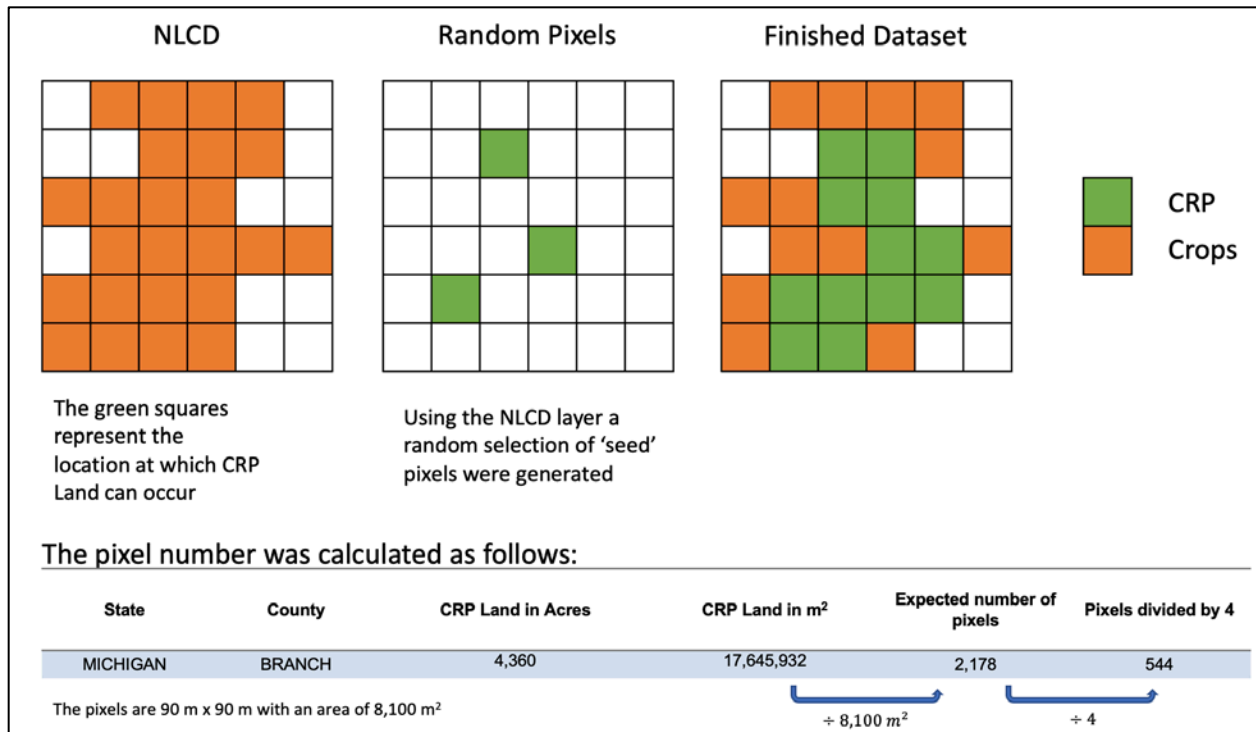 NLCD
Random Pixels
Finished Dataset
CRP
Crops
The green squares
represent the
location at which CRP
Land can occur
Using the NLCD layer a
random selection of ‘seed’
pixels were generated
The pixel number was calculated as follows:
State
County
CRP Land in Acres
CRP Land in m²
Expected number of
pixels
Pixels divided by 4
MICHIGAN
BRANCH
4,360
17,645,932
2,178
544
The pixels are 90 m x 90 m with an area of 8,100 m²
÷ 8,100 m²
÷ 4